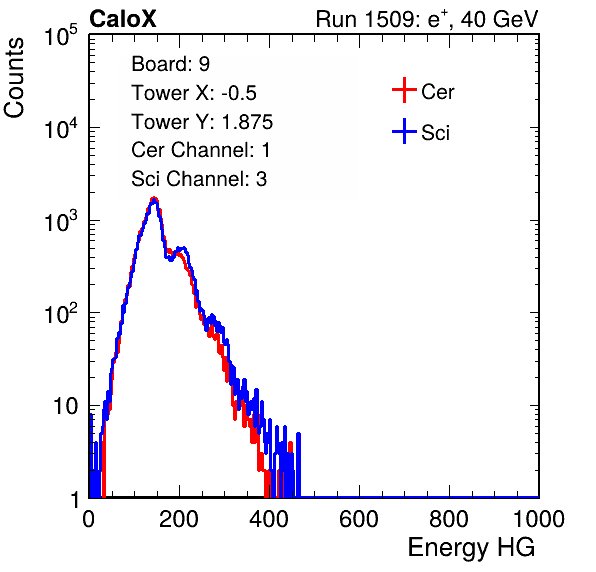 CaloX Run 1509: e⁺, 40 GeV
Counts
10⁵
10⁴
10³
10²
10
1
Board: 9
Tower X: -0.5
Tower Y: 1.875
Cer Channel: 1
Sci Channel: 3
Cer
Sci
0 200 400 600 800 1000
Energy HG